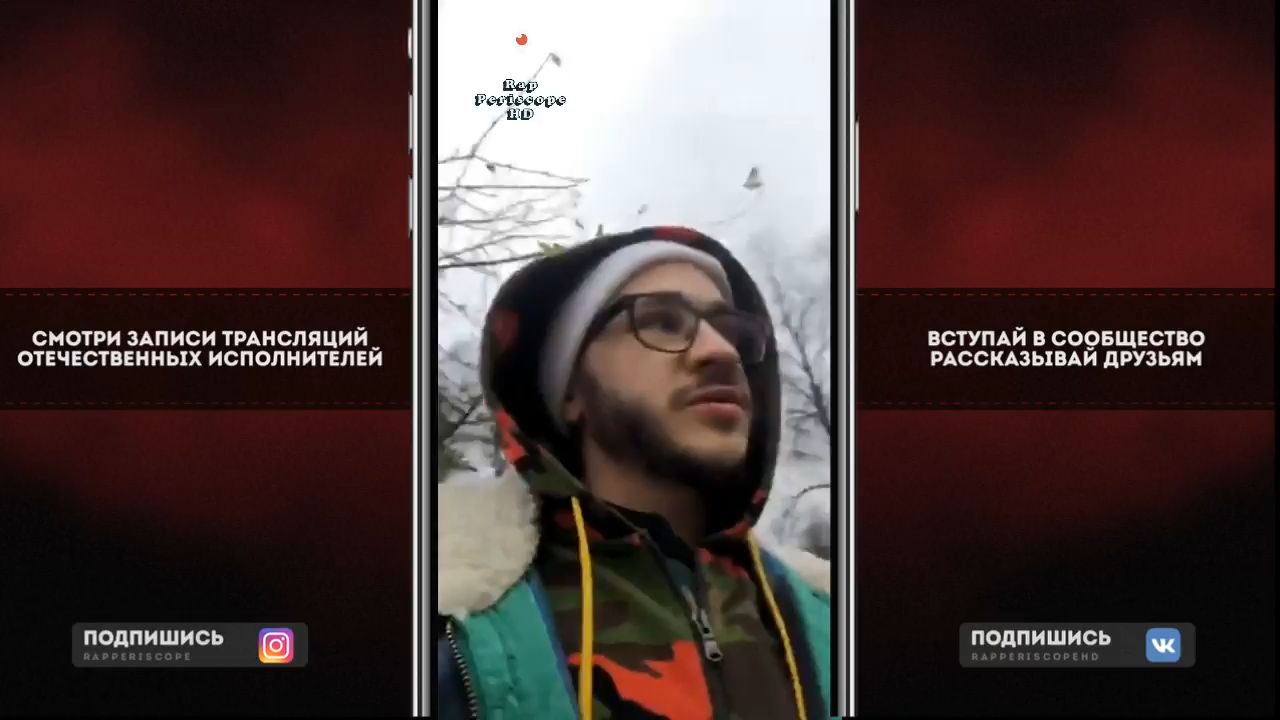 Rap
Periscope
HD
СМОТРИ ЗАПИСИ ТРАНСЛЯЦИЙ
ОТЕЧЕСТВЕННЫХ ИСПОЛНИТЕЛЕЙ
ВСТУПАЙ В СООБЩЕСТВО
РАССКАЗЫВАЙ ДРУЗЬЯМ
ПОДПИШИСЬ
RAPPERISCOPE
ПОДПИШИСЬ
RAPPERISCOPEHD